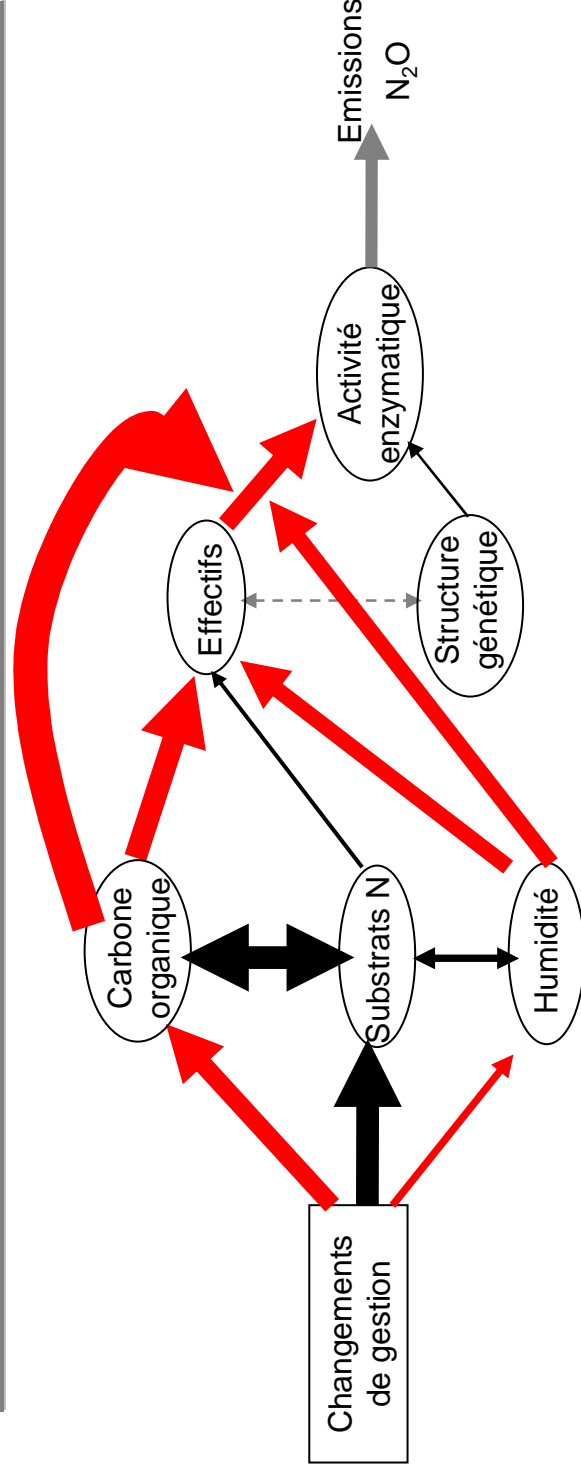 Changements
de gestion
Carbone
organique
Substrats N
Humidité
Effectifs
Structure
génétique
Activité
enzymatique
Emissions
N₂O